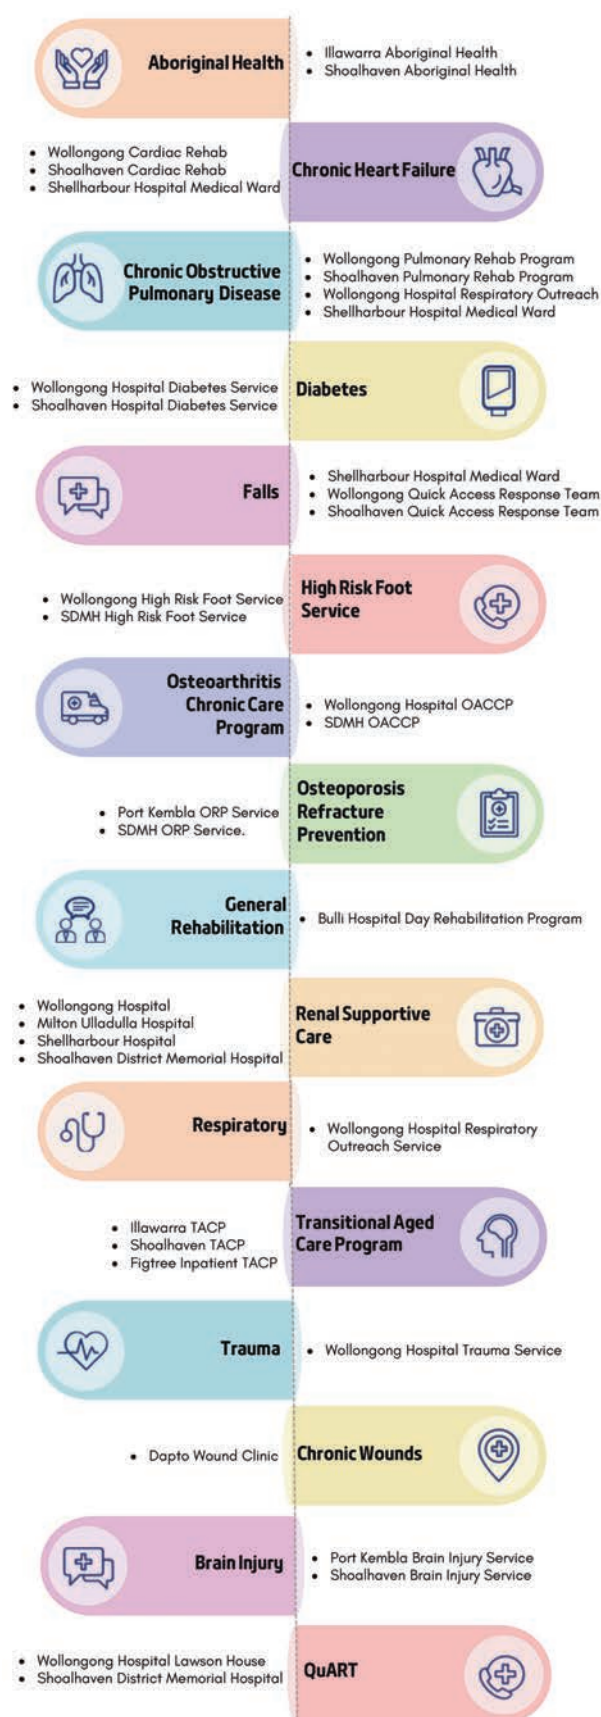 Aboriginal Health
• Illawarra Aboriginal Health
• Shoalhaven Aboriginal Health
• Wollongong Cardiac Rehab
• Shoalhaven Cardiac Rehab
• Shellharbour Hospital Medical Ward
Chronic Heart Failure
Chronic Obstructive
Pulmonary Disease
• Wollongong Pulmonary Rehab Program
• Shoalhaven Pulmonary Rehab Program
• Wollongong Hospital Respiratory Outreach
• Shellharbour Hospital Medical Ward
• Wollongong Hospital Diabetes Service
• Shoalhaven Hospital Diabetes Service
Diabetes
Falls
• Shellharbour Hospital Medical Ward
• Wollongong Quick Access Response Team
• Shoalhaven Quick Access Response Team
• Wollongong High Risk Foot Service
• SDMH High Risk Foot Service
High Risk Foot
Service
Osteoarthritis
Chronic Care
Program
• Wollongong Hospital OACCP
• SDMH OACCP
• Port Kembla ORP Service
• SDMH ORP Service.
Osteoporosis
Refracture
Prevention
General
Rehabilitation
• Bulli Hospital Day Rehabilitation Program
• Wollongong Hospital
• Milton Ulladulla Hospital
• Shellharbour Hospital
• Shoalhaven District Memorial Hospital
Renal Supportive
Care
Respiratory
• Wollongong Hospital Respiratory
Outreach Service
• Illawarra TACP
• Shoalhaven TACP
• Figtree Inpatient TACP
Transitional Aged
Care Program
Trauma
• Wollongong Hospital Trauma Service
• Dapto Wound Clinic
Chronic Wounds
Brain Injury
• Port Kembla Brain Injury Service
• Shoalhaven Brain Injury Service
• Wollongong Hospital Lawson House
• Shoalhaven District Memorial Hospital
QuART